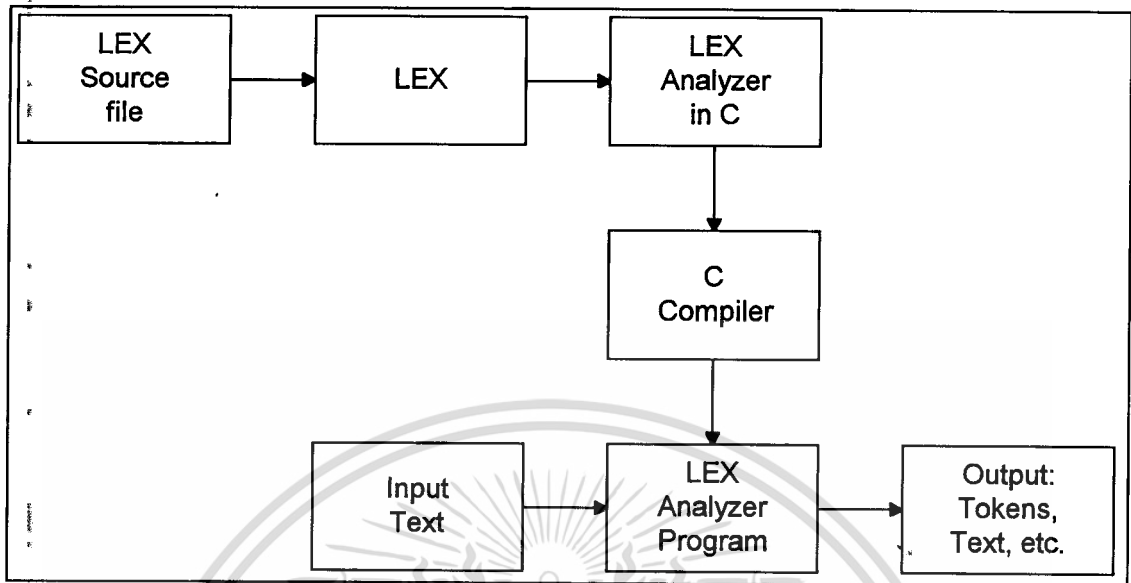 LEX
Source
file
LEX
LEX
Analyzer
in C
C
Compiler
Input
Text
LEX
Analyzer
Program
Output:
Tokens,
Text, etc.